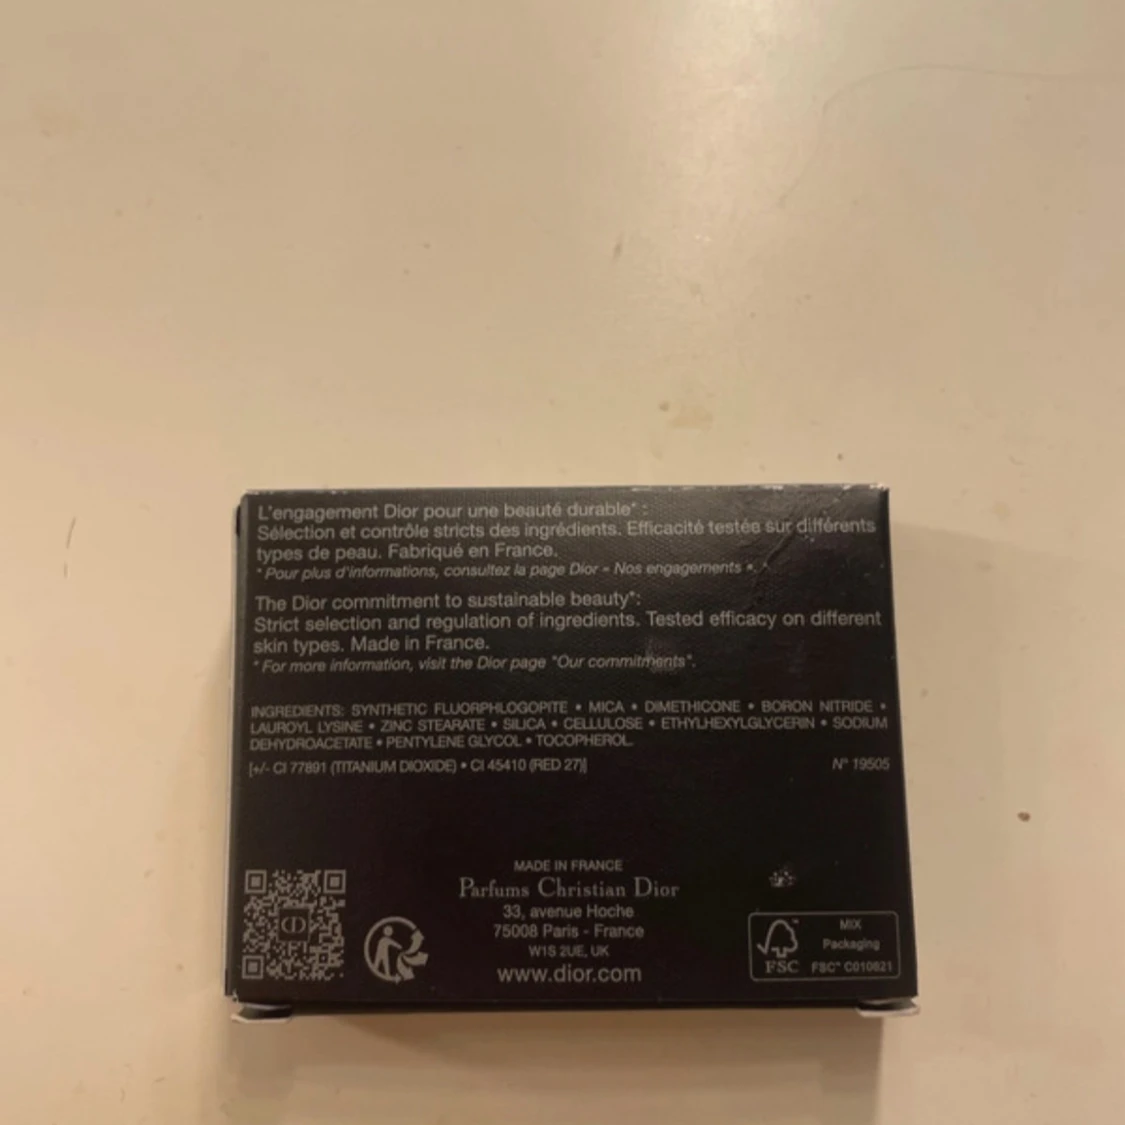 L'engagement Dior pour une beauté durable* :
Sélection et contrôle stricts des ingrédients. Efficacité testée sur différents
types de peau. Fabriqué en France.
* Pour plus d'informations, consultez la page Dior « Nos engagements ».
The Dior commitment to sustainable beauty*:
Strict selection and regulation of ingredients. Tested efficacy on different
skin types. Made in France.
* For more information, visit the Dior page "Our commitments".
INGREDIENTS: SYNTHETIC FLUORPHLOGOPITE • MICA • DIMETHICONE • BORON NITRIDE •
LAUROYL LYSINE • ZINC STEARATE • SILICA • CELLULOSE • ETHYLHEXYLGLYCERIN • SODIUM
DEHYDROACETATE • PENTYLENE GLYCOL • TOCOPHEROL.
[+/- CI 77891 (TITANIUM DIOXIDE) • CI 45410 (RED 27)]
N° 19505
MADE IN FRANCE
Parfums Christian Dior
33, avenue Hoche
75008 Paris - France
W1S 2UE, UK
www.dior.com
CD
FSC
MIX
Packaging
FSC™ C010821